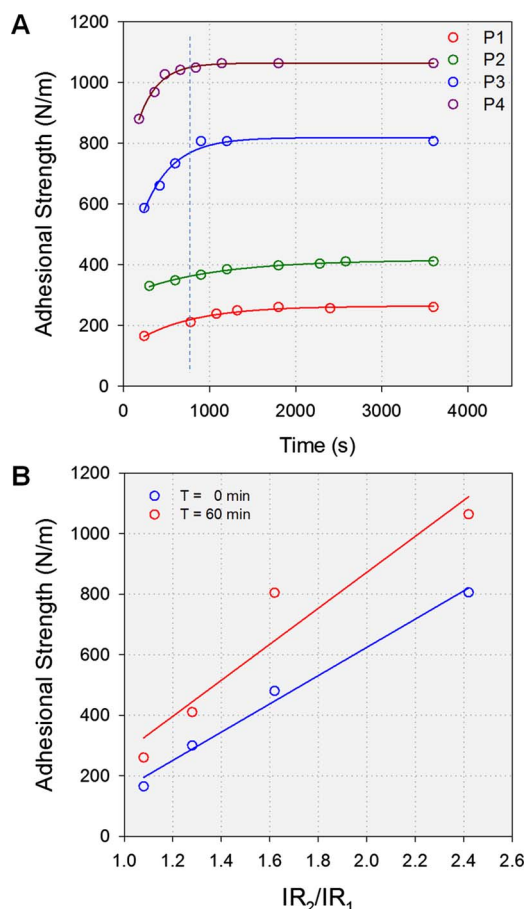 A
P1
P2
P3
P4
Adhesional Strength (N/m)
1200
1000
800
600
400
200
0
0 1000 2000 3000 4000
Time (s)
B
T = 0 min
T = 60 min
Adhesional Strength (N/m)
1200
1000
800
600
400
200
0
1.0 1.2 1.4 1.6 1.8 2.0 2.2 2.4 2.6
IR₂/IR₁